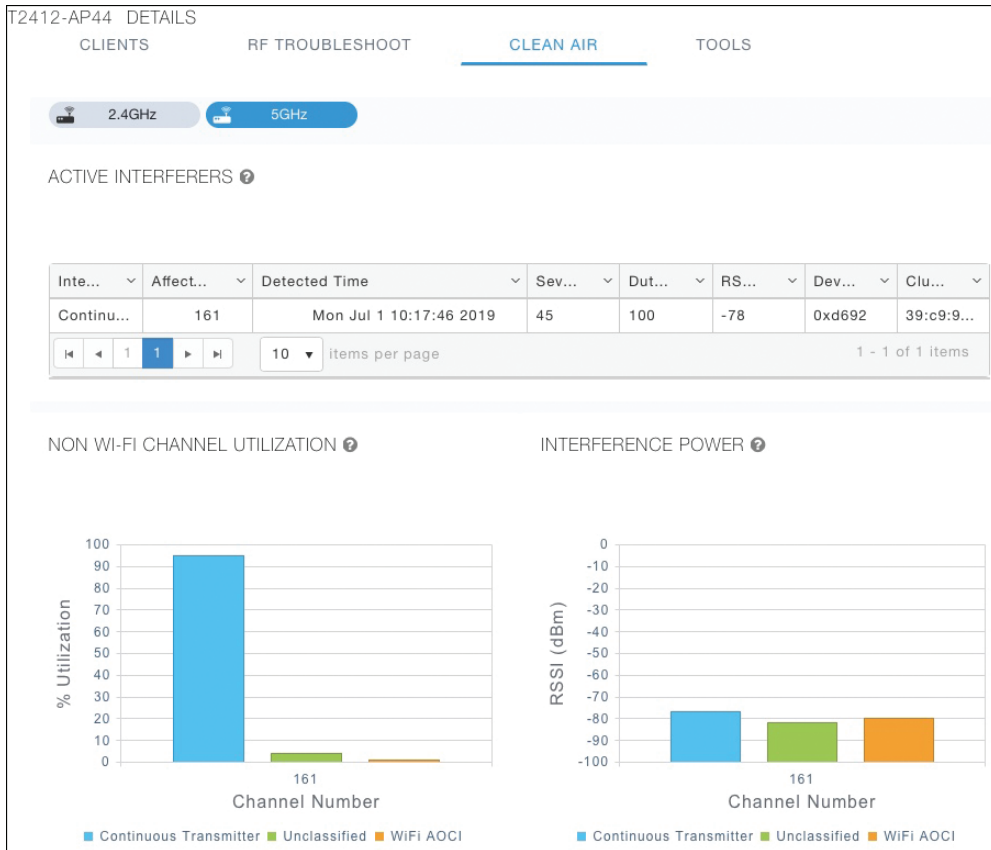 T2412-AP44 DETAILS
CLIENTS RF TROUBLESHOOT CLEAN AIR TOOLS
2.4GHz 5GHz
ACTIVE INTERFERERS ?
Inte... Affect... Detected Time Sev... Dut... RS... Dev... Clu...
Continu... 161 Mon Jul 1 10:17:46 2019 45 100 -78 0xd692 39:c9:9...
1 1 10 items per page 1 - 1 of 1 items
NON WI-FI CHANNEL UTILIZATION ?
% Utilization
100
90
80
70
60
50
40
30
20
10
0
161
Channel Number
Continuous Transmitter Unclassified WiFi AOCI
INTERFERENCE POWER ?
RSSI (dBm)
0
-10
-20
-30
-40
-50
-60
-70
-80
-90
-100
161
Channel Number
Continuous Transmitter Unclassified WiFi AOCI